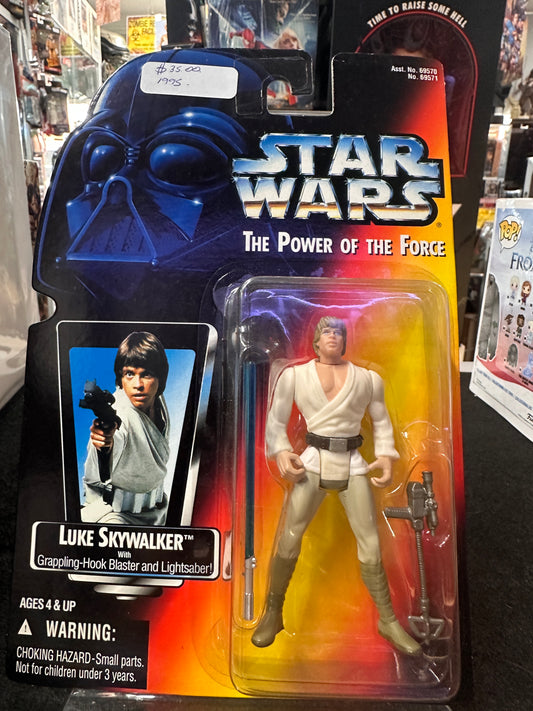 $35.00
1995
Asst. No. 69570
No. 69571
TIME TO RAISE SOME HELL
ZOMBIE
STAR
WARS®
THE POWER OF THE FORCE
POP!
FRO
LUKE SKYWALKER™
With
Grappling-Hook Blaster and Lightsaber!
AGES 4 & UP
⚠ WARNING:
CHOKING HAZARD-Small parts.
Not for children under 3 years.